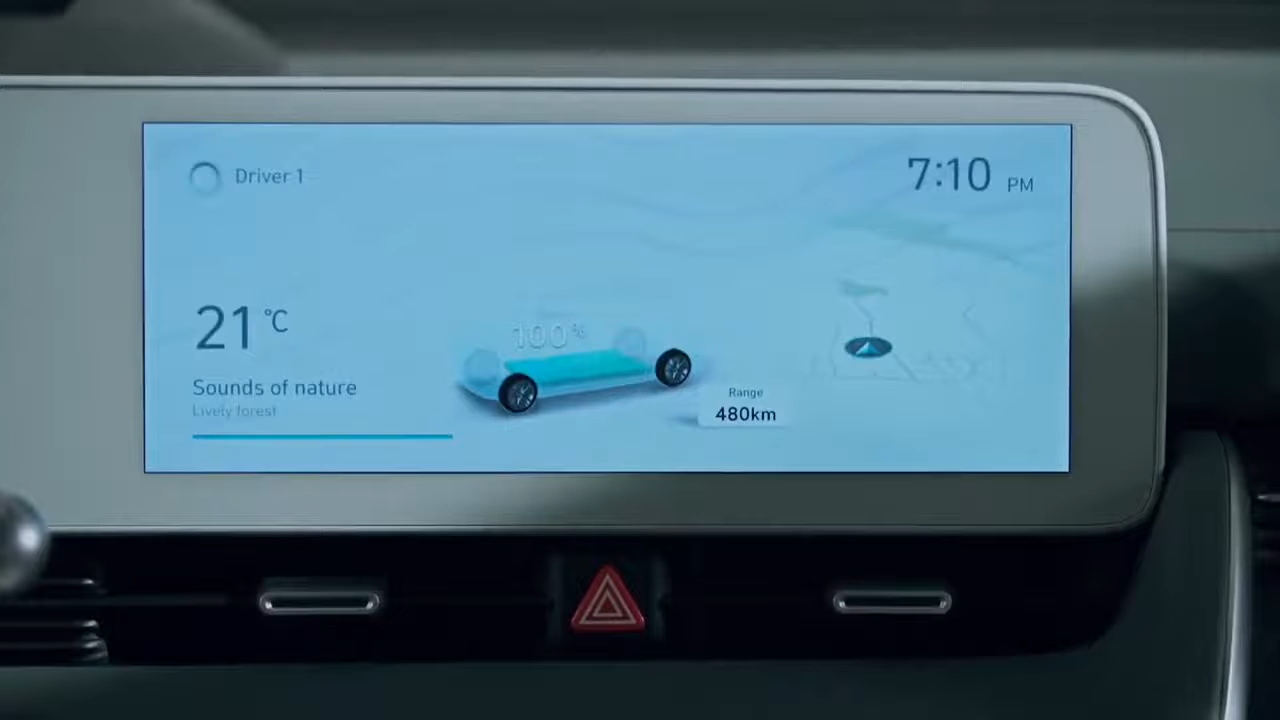 Driver 1
7:10 PM
21 °C
100 %
Sounds of nature
Lively forest
Range
480km